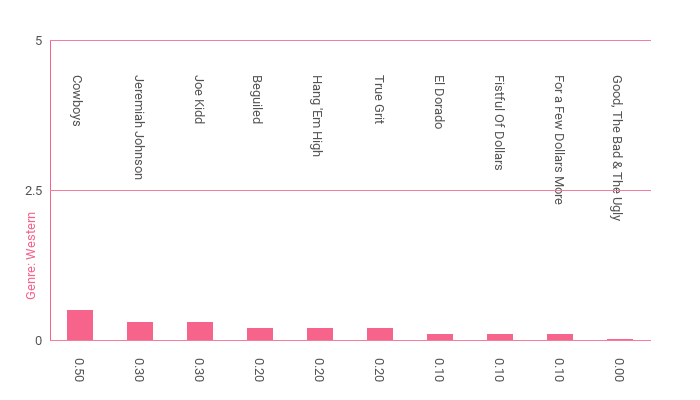 5
2.5
0
Genre: Western
Cowboys
Jeremiah Johnson
Joe Kidd
Beguiled
Hang 'Em High
True Grit
El Dorado
Fistful Of Dollars
For a Few Dollars More
Good, The Bad & The Ugly
0.50
0.30
0.30
0.20
0.20
0.20
0.10
0.10
0.10
0.00